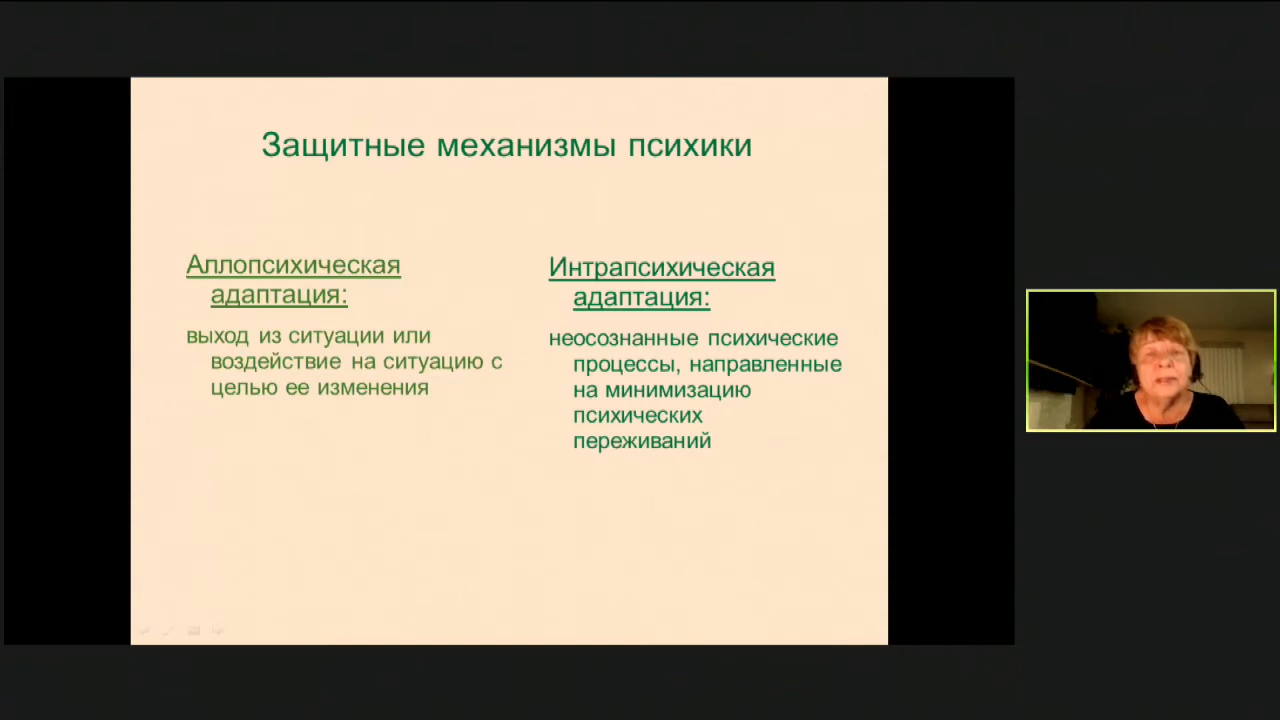 Защитные механизмы психики
Аллопсихическая
адаптация:
выход из ситуации или
воздействие на ситуацию с
целью ее изменения
Интрапсихическая
адаптация:
неосознанные психические
процессы, направленные
на минимизацию
психических
переживаний